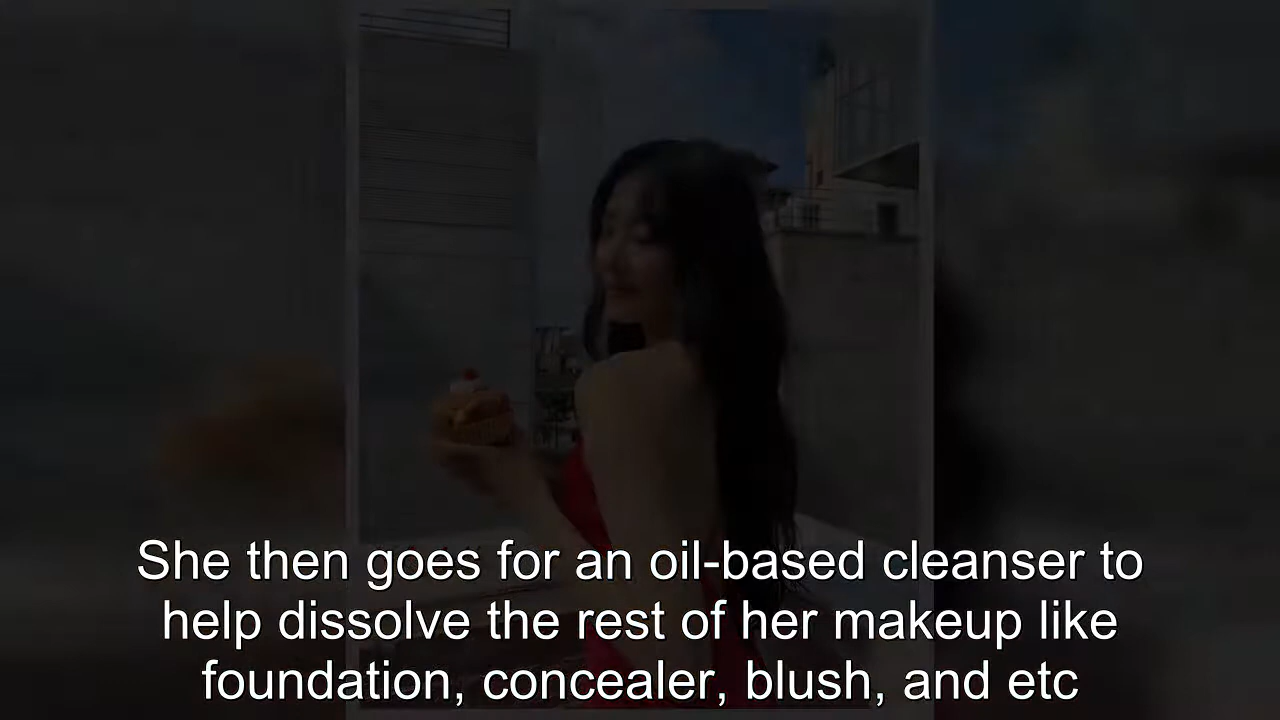 She then goes for an oil-based cleanser to
help dissolve the rest of her makeup like
foundation, concealer, blush, and etc